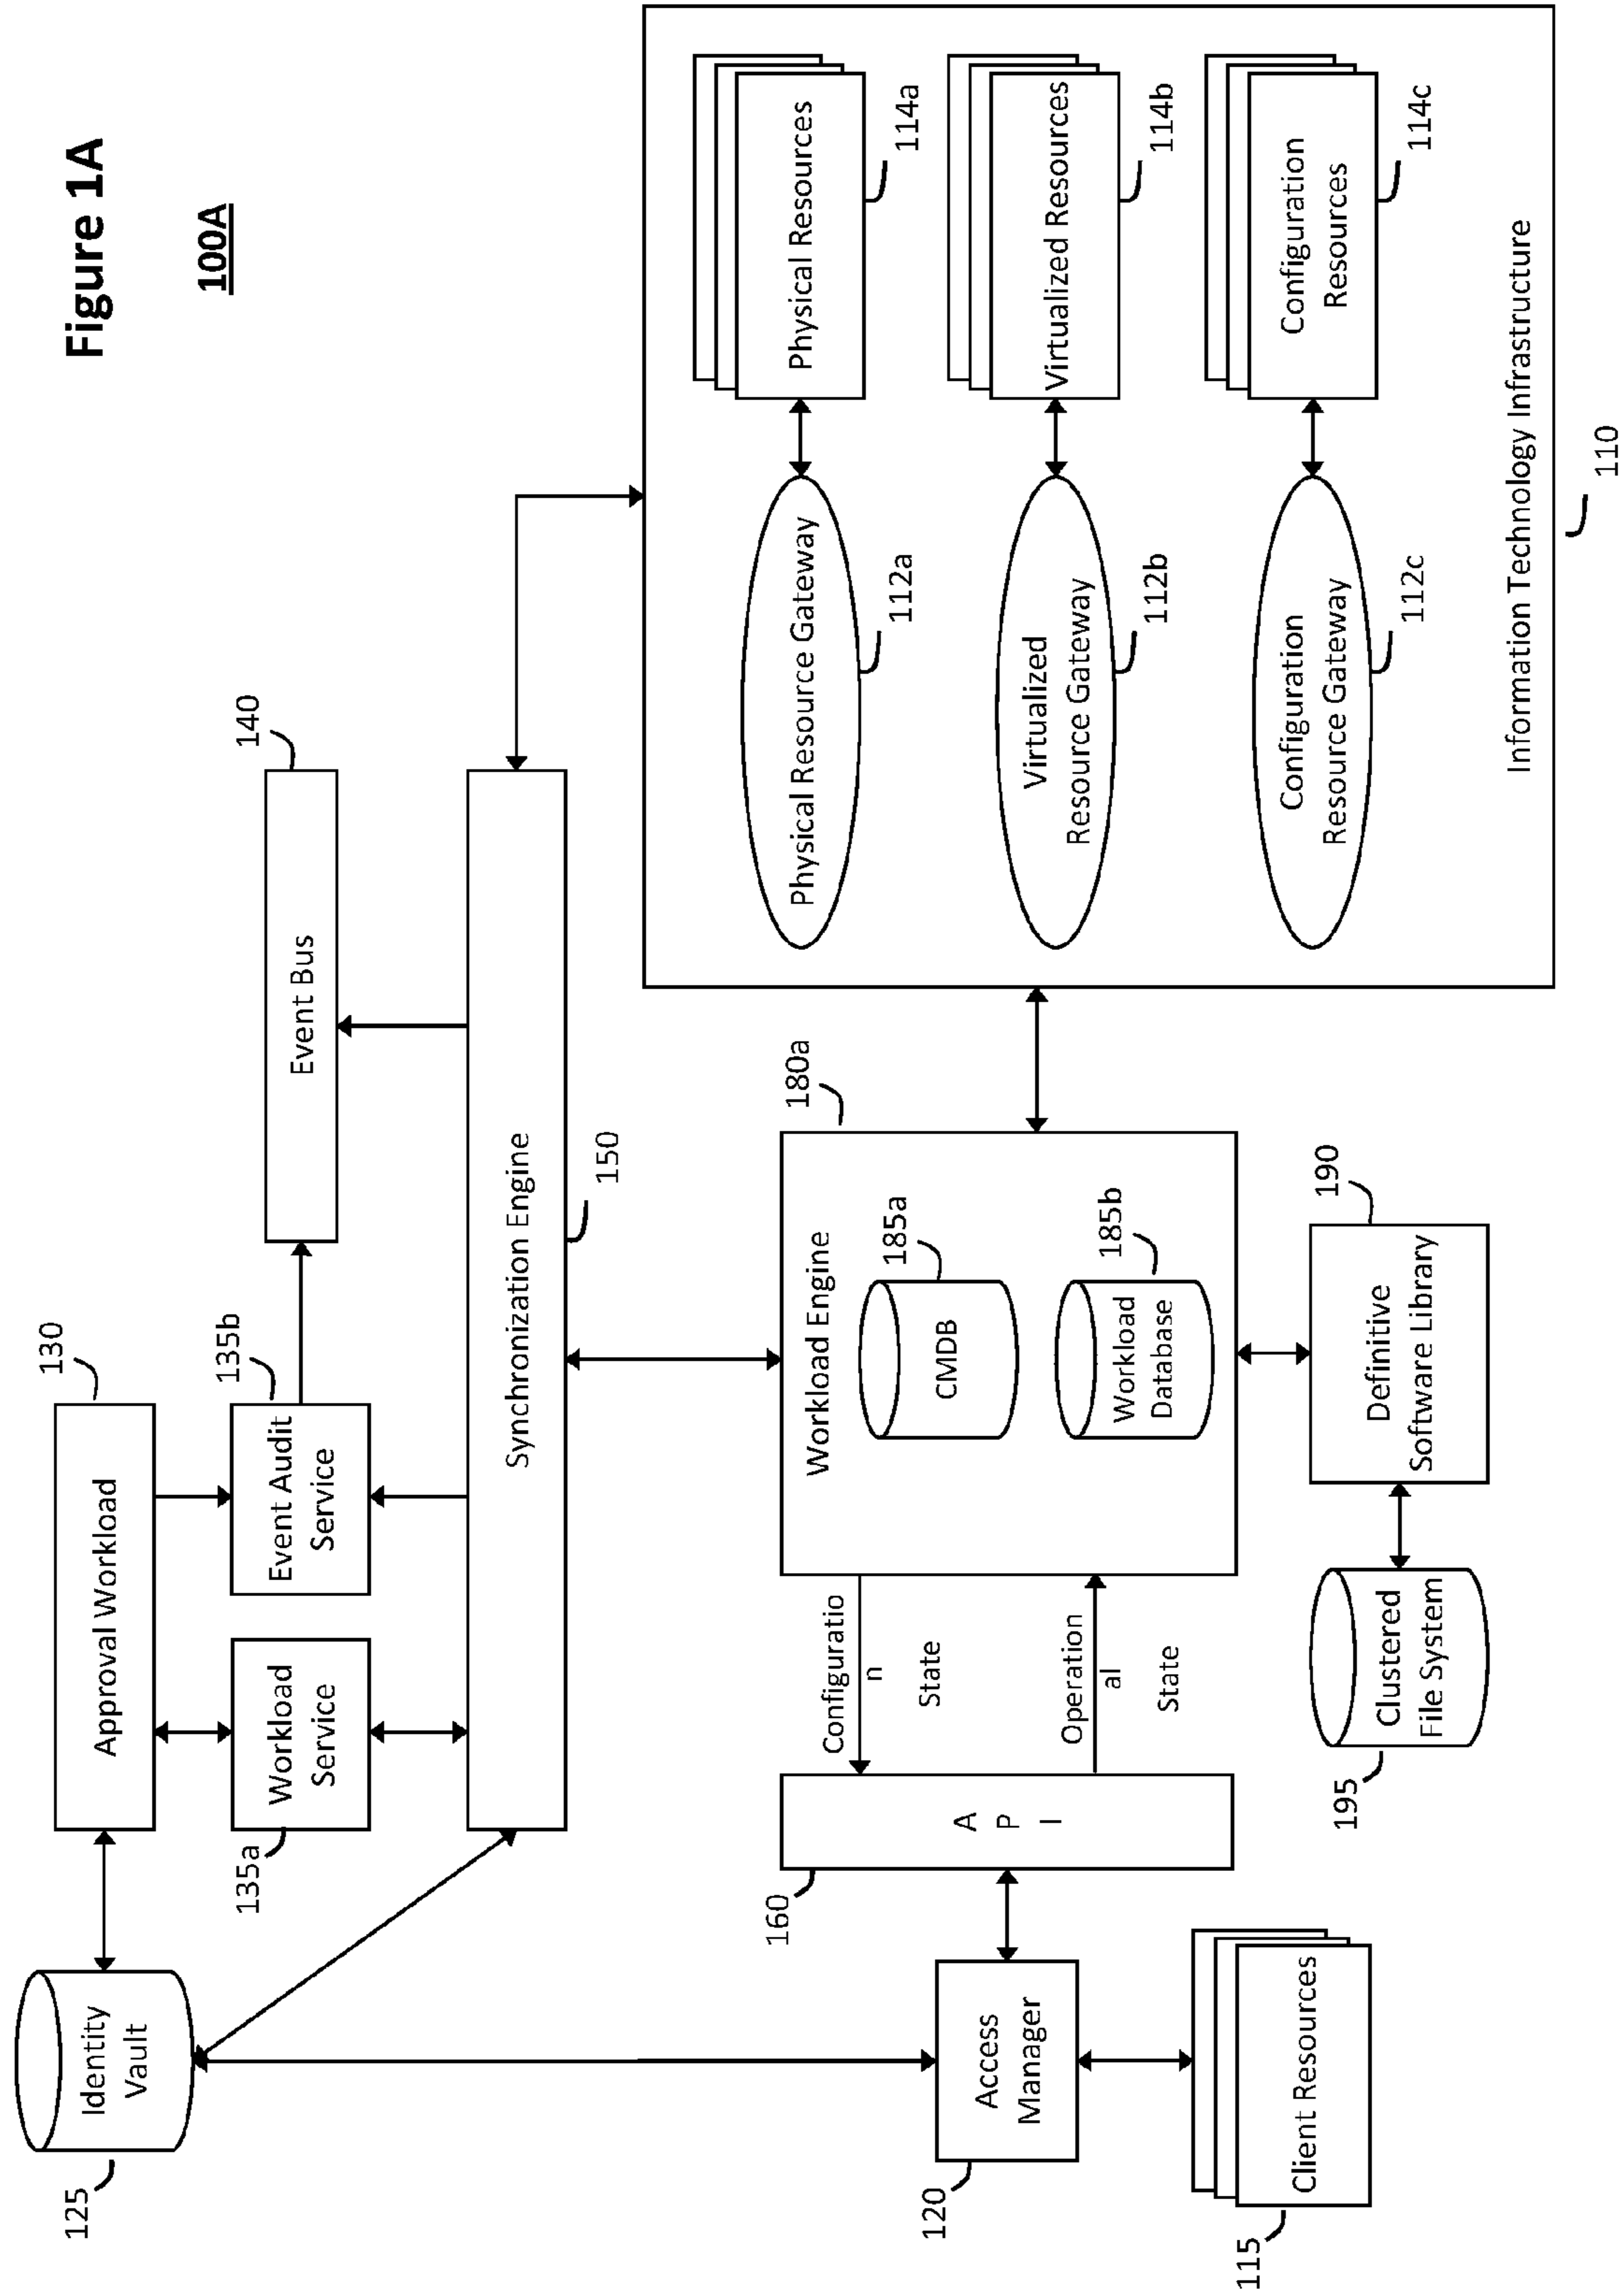 Figure 1A
100A
125
Identity
Vault
130
Approval Workload
135a
Workload
Service
135b
Event Audit
Service
140
Event Bus
Synchronization Engine
150
120
Access
Manager
115
Client Resources
160
A
P
I
Configuratio
n
State
Operation
al
State
180a
Workload Engine
185a
CMDB
185b
Workload
Database
190
Definitive
Software Library
195
Clustered
File System
Physical Resource Gateway
112a
Physical Resources
114a
Virtualized
Resource Gateway
112b
Virtualized Resources
114b
Configuration
Resource Gateway
112c
Configuration
Resources
114c
Information Technology Infrastructure
110